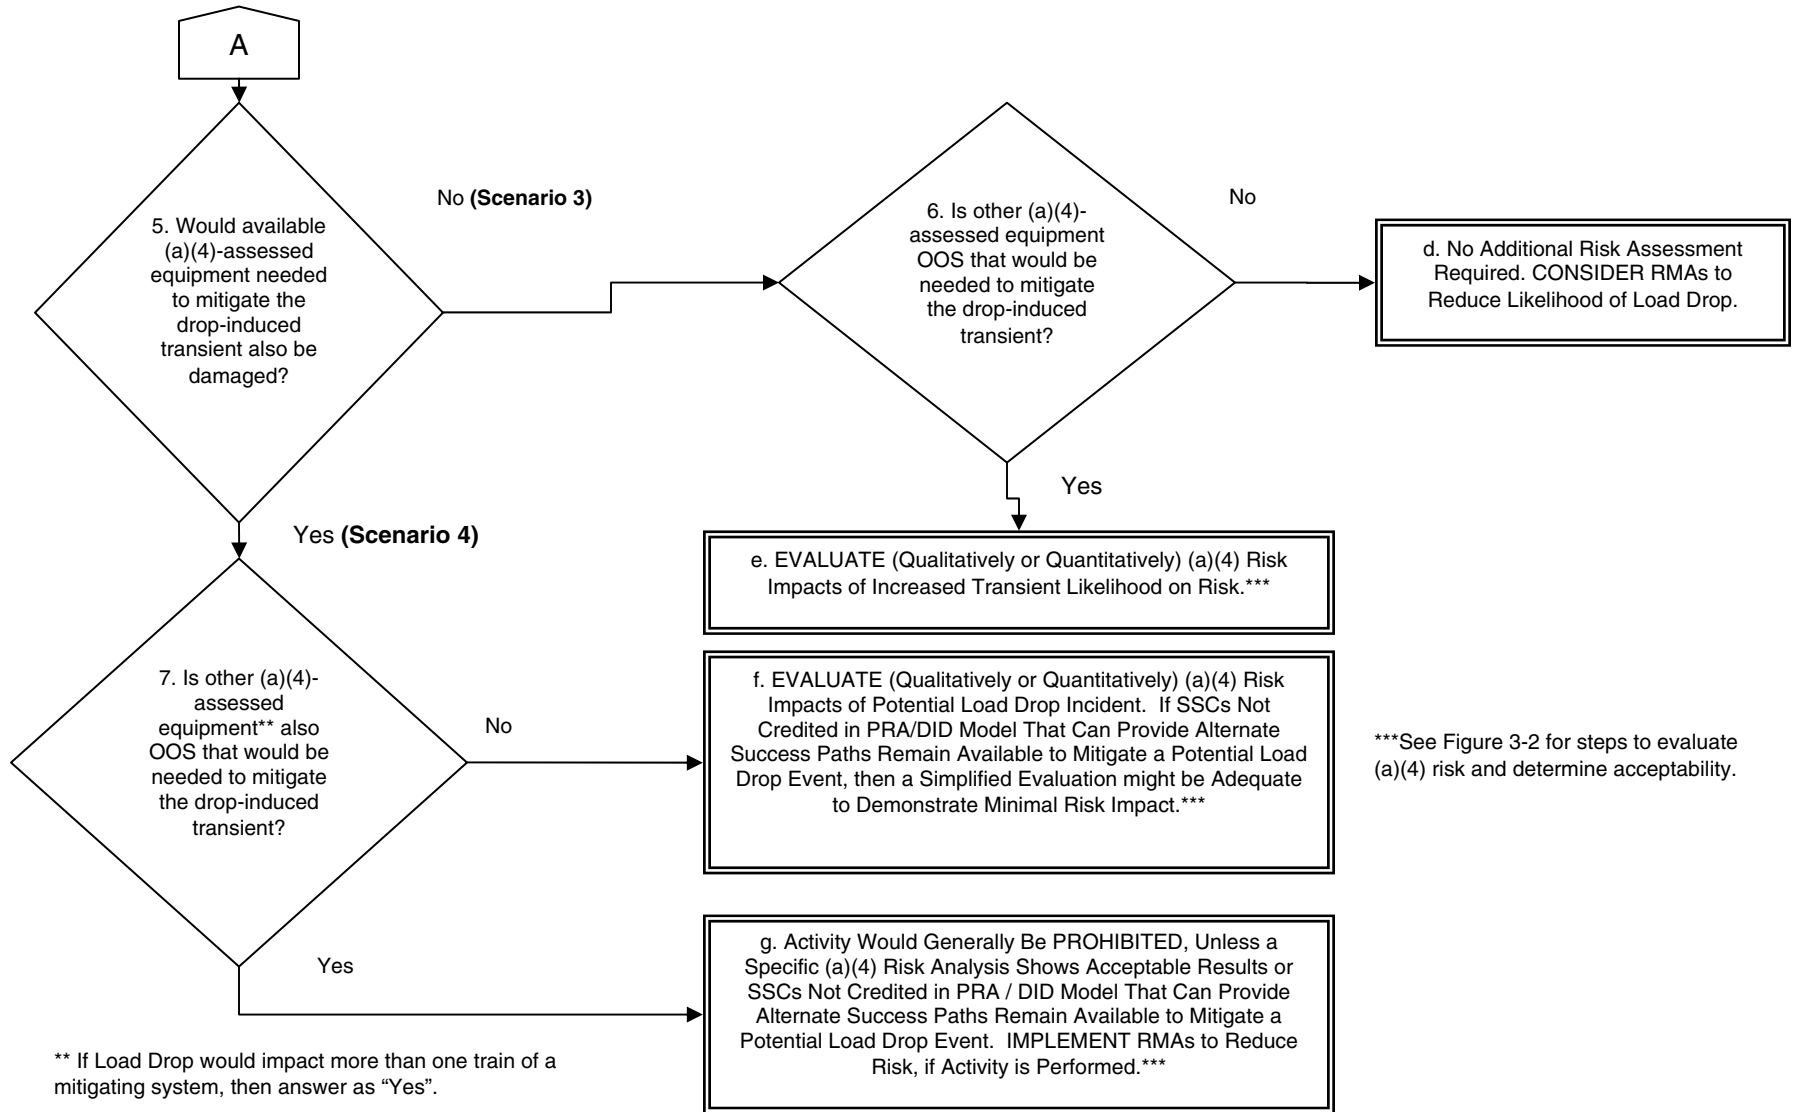 A
5. Would available
(a)(4)-assessed
equipment needed
to mitigate the
drop-induced
transient also be
damaged?
No (Scenario 3)
6. Is other (a)(4)-
assessed equipment
OOS that would be
needed to mitigate
the drop-induced
transient?
No
d. No Additional Risk Assessment
Required. CONSIDER RMAs to
Reduce Likelihood of Load Drop.
Yes
Yes (Scenario 4)
e. EVALUATE (Qualitatively or Quantitatively) (a)(4) Risk
Impacts of Increased Transient Likelihood on Risk.***
7. Is other (a)(4)-
assessed
equipment** also
OOS that would be
needed to mitigate
the drop-induced
transient?
No
f. EVALUATE (Qualitatively or Quantitatively) (a)(4) Risk
Impacts of Potential Load Drop Incident. If SSCs Not
Credited in PRA/DID Model That Can Provide Alternate
Success Paths Remain Available to Mitigate a Potential Load
Drop Event, then a Simplified Evaluation might be Adequate
to Demonstrate Minimal Risk Impact.***
***See Figure 3-2 for steps to evaluate
(a)(4) risk and determine acceptability.
Yes
g. Activity Would Generally Be PROHIBITED, Unless a
Specific (a)(4) Risk Analysis Shows Acceptable Results or
SSCs Not Credited in PRA / DID Model That Can Provide
Alternate Success Paths Remain Available to Mitigate a
Potential Load Drop Event. IMPLEMENT RMAs to Reduce
Risk, if Activity is Performed.***
** If Load Drop would impact more than one train of a
mitigating system, then answer as “Yes”.